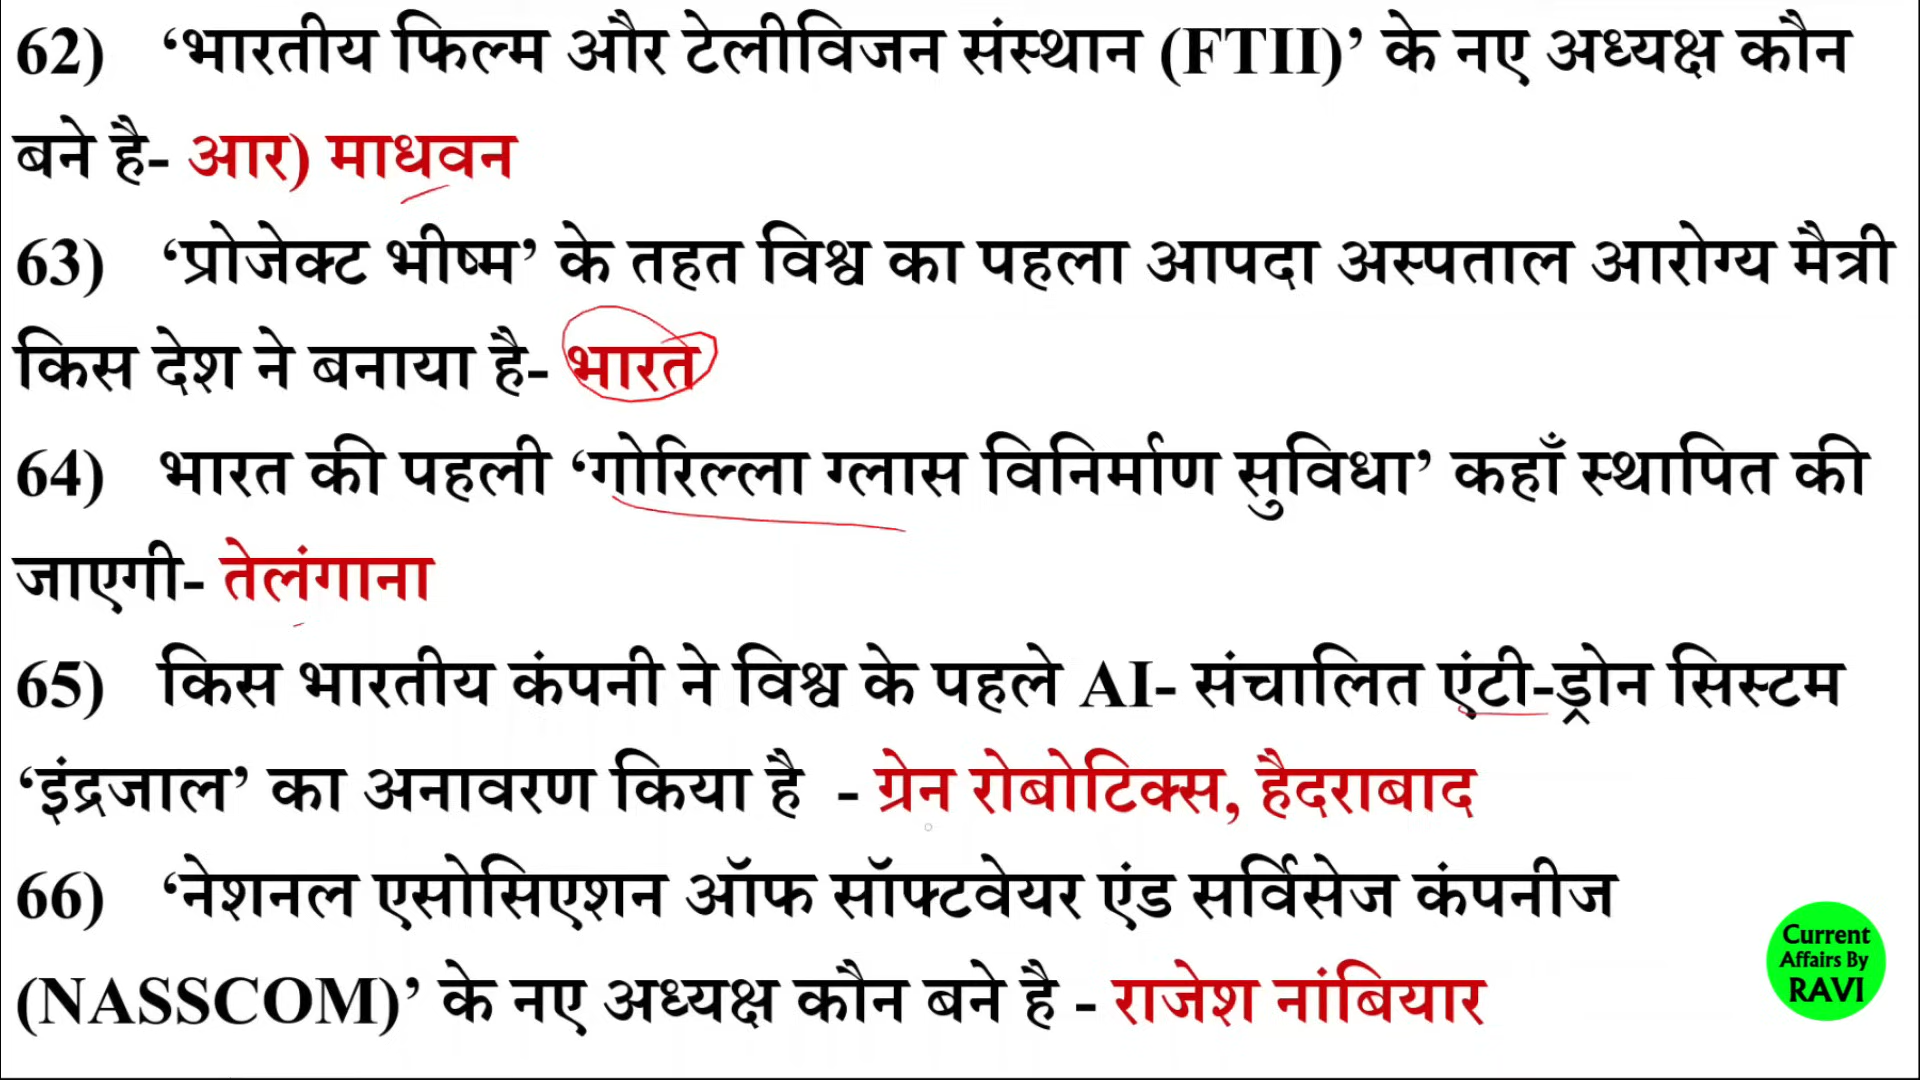 62) ‘भारतीय फिल्म और टेलीविजन संस्थान (FTII)’ के नए अध्यक्ष कौन
बने है- आर) माधवन
63) ‘प्रोजेक्ट भीष्म’ के तहत विश्व का पहला आपदा अस्पताल आरोग्य मैत्री
किस देश ने बनाया है- भारत
64) भारत की पहली ‘गोरिल्ला ग्लास विनिर्माण सुविधा’ कहाँ स्थापित की
जाएगी- तेलंगाना
65) किस भारतीय कंपनी ने विश्व के पहले AI- संचालित एंटी-ड्रोन सिस्टम
‘इंद्रजाल’ का अनावरण किया है - ग्रेन रोबोटिक्स, हैदराबाद
66) ‘नेशनल एसोसिएशन ऑफ सॉफ्टवेयर एंड सर्विसेज कंपनीज
(NASSCOM)’ के नए अध्यक्ष कौन बने है - राजेश नांबियार
Current
Affairs By
RAVI